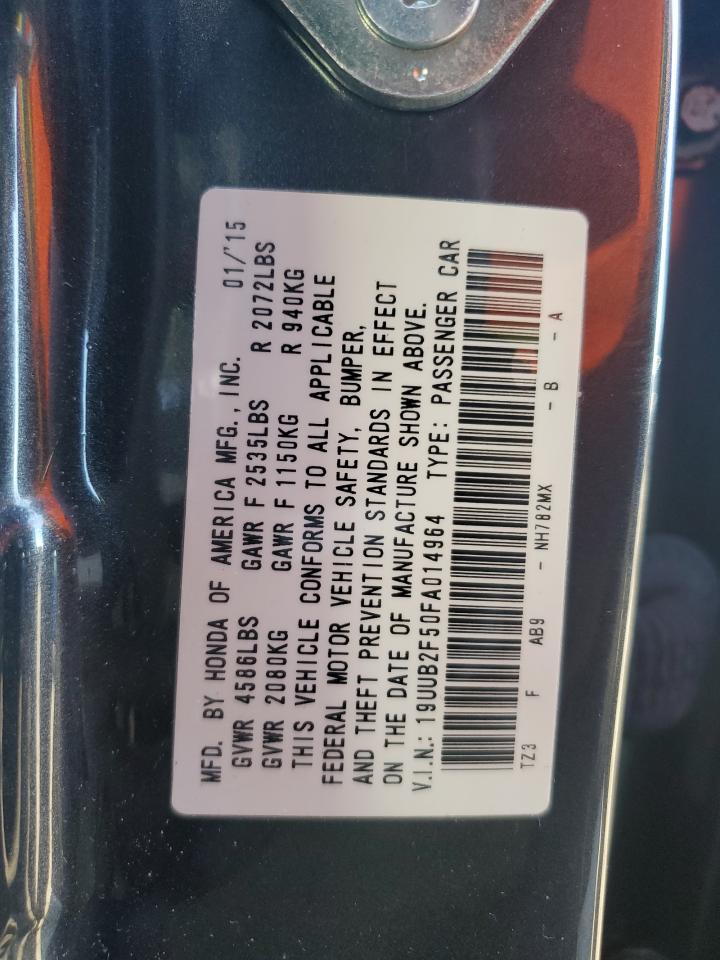 MFD. BY HONDA OF AMERICA MFG., INC. 01/'15
GVWR 4586LBS GAWR F 2535LBS R 2072LBS
GVWR 2080KG GAWR F 1150KG R 940KG
THIS VEHICLE CONFORMS TO ALL APPLICABLE
FEDERAL MOTOR VEHICLE SAFETY, BUMPER,
AND THEFT PREVENTION STANDARDS IN EFFECT
ON THE DATE OF MANUFACTURE SHOWN ABOVE.
V.I.N.: 19UUB2F50FA014964 TYPE: PASSENGER CAR
TZ3 F AB9 - NH782MX - B - A